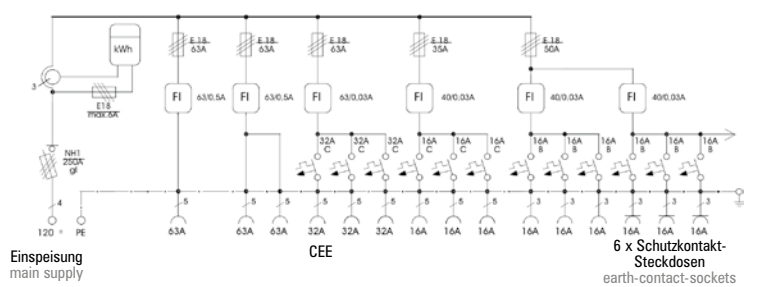 E 18 63A
E 18 63A
E 18 63A
E 18 35A
E 18 50A
kWh
3
E18
max.6A
FI 63/0,5A
FI 63/0,5A
FI 63/0,03A
FI 40/0,03A
FI 40/0,03A
FI 40/0,03A
32A C
32A C
32A C
16A C
16A C
16A C
16A B
16A B
16A B
16A B
16A B
16A B
NH1
250A
gl
4 5 5 5 5 5 5 5 5 5 3 3 3 3 3 3
120 PE 63A 63A 63A 32A 32A 32A 16A 16A 16A 16A 16A 16A 16A 16A 16A
Einspeisung
main supply
CEE
6 x Schutzkontakt-
Steckdosen
earth-contact-sockets